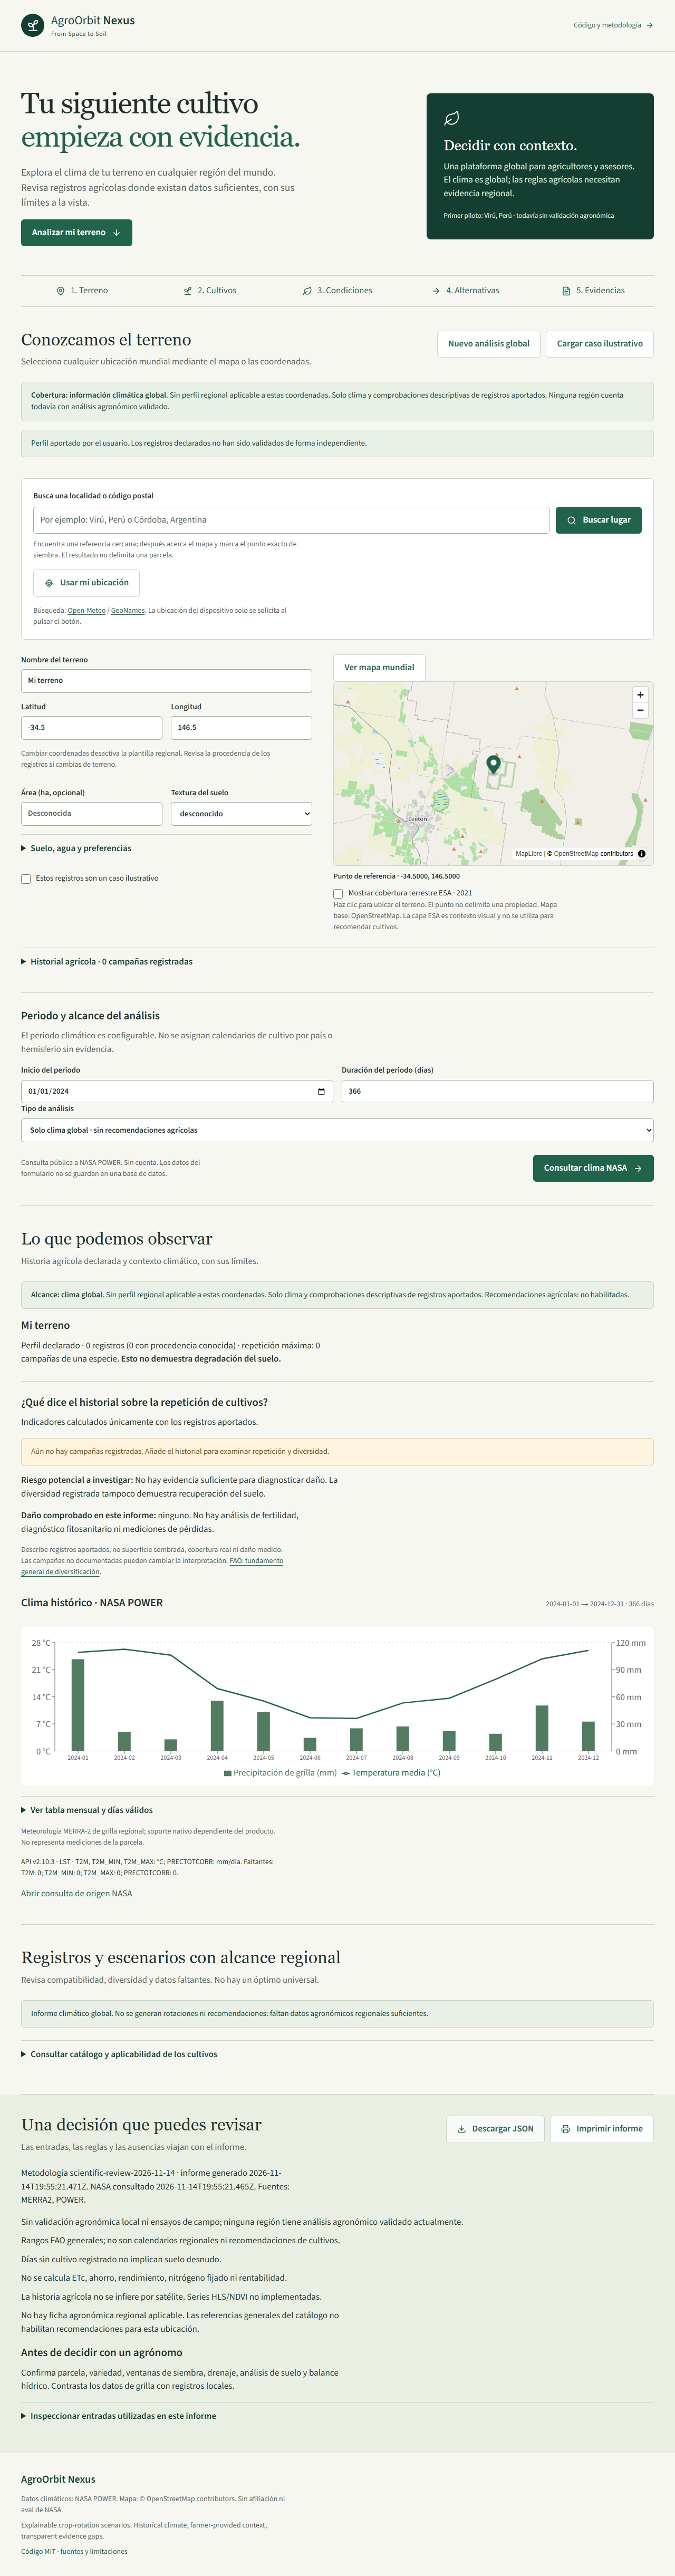 AgroOrbit Nexus
From Space to Soil
Código y metodología
Tu siguiente cultivo
empieza con evidencia.
Explora el clima de tu terreno en cualquier región del mundo.
Revisa registros agrícolas donde existan datos suficientes, con sus
límites a la vista.
Analizar mi terreno
Decidir con contexto.
Una plataforma global para agricultores y asesores.
El clima es global; las reglas agrícolas necesitan
evidencia regional.
Primer piloto: Virú, Perú · todavía sin validación agronómica
1. Terreno
2. Cultivos
3. Condiciones
4. Alternativas
5. Evidencias
Conozcamos el terreno
Selecciona cualquier ubicación mundial mediante el mapa o las coordenadas.
Nuevo análisis global
Cargar caso ilustrativo
Cobertura: información climática global. Sin perfil regional aplicable a estas coordenadas. Solo clima y comprobaciones descriptivas de registros aportados. Ninguna región cuenta
todavía con análisis agronómico validado.
Perfil aportado por el usuario. Los registros declarados no han sido validados de forma independiente.
Busca una localidad o código postal
Por ejemplo: Virú, Perú o Córdoba, Argentina
Buscar lugar
Encuentra una referencia cercana; después acerca el mapa y marca el punto exacto de
siembra. El resultado no delimita una parcela.
Usar mi ubicación
Búsqueda: Open-Meteo / GeoNames. La ubicación del dispositivo solo se solicita al
pulsar el botón.
Nombre del terreno
Mi terreno
Latitud
Longitud
-34.5
146.5
Cambiar coordenadas desactiva la plantilla regional. Revisa la procedencia de los
registros si cambias de terreno.
Área (ha, opcional)
Textura del suelo
Desconocida
desconocido
Suelo, agua y preferencias
Estos registros son un caso ilustrativo
Ver mapa mundial
+
−
Leeton
MapLibre | © OpenStreetMap contributors
Punto de referencia · -34.5000, 146.5000
Mostrar cobertura terrestre ESA · 2021
Haz clic para ubicar el terreno. El punto no delimita una propiedad. Mapa
base: OpenStreetMap. La capa ESA es contexto visual y no se utiliza para
recomendar cultivos.
Historial agrícola · 0 campañas registradas
Periodo y alcance del análisis
El periodo climático es configurable. No se asignan calendarios de cultivo por país o
hemisferio sin evidencia.
Inicio del periodo
Duración del periodo (días)
01/01/2024
366
Tipo de análisis
Solo clima global · sin recomendaciones agrícolas
Consulta pública a NASA POWER. Sin cuenta. Los datos del
formulario no se guardan en una base de datos.
Consultar clima NASA
Lo que podemos observar
Historia agrícola declarada y contexto climático, con sus límites.
Alcance: clima global. Sin perfil regional aplicable a estas coordenadas. Solo clima y comprobaciones descriptivas de registros aportados. Recomendaciones agrícolas: no habilitadas.
Mi terreno
Perfil declarado · 0 registros (0 con procedencia conocida) · repetición máxima: 0
campañas de una especie. Esto no demuestra degradación del suelo.
¿Qué dice el historial sobre la repetición de cultivos?
Indicadores calculados únicamente con los registros aportados.
Aún no hay campañas registradas. Añade el historial para examinar repetición y diversidad.
Riesgo potencial a investigar: No hay evidencia suficiente para diagnosticar daño. La
diversidad registrada tampoco demuestra recuperación del suelo.
Daño comprobado en este informe: ninguno. No hay análisis de fertilidad,
diagnóstico fitosanitario ni mediciones de pérdidas.
Describe registros aportados, no superficie sembrada, cobertura real ni daño medido.
Las campañas no documentadas pueden cambiar la interpretación. FAO: fundamento
general de diversificación.
Clima histórico · NASA POWER
2024-01-01 → 2024-12-31 · 366 días
28 °C
21 °C
14 °C
7 °C
0 °C
120 mm
90 mm
60 mm
30 mm
0 mm
2024-01
2024-02
2024-03
2024-04
2024-05
2024-06
2024-07
2024-08
2024-09
2024-10
2024-11
2024-12
Precipitación de grilla (mm)
Temperatura media (°C)
Ver tabla mensual y días válidos
Meteorología MERRA-2 de grilla regional; soporte nativo dependiente del producto.
No representa mediciones de la parcela.
API v2.10.3 · LST · T2M, T2M_MIN, T2M_MAX: °C; PRECTOTCORR: mm/día. Faltantes:
T2M: 0; T2M_MIN: 0; T2M_MAX: 0; PRECTOTCORR: 0.
Abrir consulta de origen NASA
Registros y escenarios con alcance regional
Revisa compatibilidad, diversidad y datos faltantes. No hay un óptimo universal.
Informe climático global. No se generan rotaciones ni recomendaciones: faltan datos agronómicos regionales suficientes.
Consultar catálogo y aplicabilidad de los cultivos
Una decisión que puedes revisar
Las entradas, las reglas y las ausencias viajan con el informe.
Descargar JSON
Imprimir informe
Metodología scientific-review-2026-11-14 · informe generado 2026-11-
14T19:55:21.471Z. NASA consultado 2026-11-14T19:55:21.465Z. Fuentes:
MERRA2, POWER.
Sin validación agronómica local ni ensayos de campo; ninguna región tiene análisis agronómico validado actualmente.
Rangos FAO generales; no son calendarios regionales ni recomendaciones de cultivos.
Días sin cultivo registrado no implican suelo desnudo.
No se calcula ETc, ahorro, rendimiento, nitrógeno fijado ni rentabilidad.
La historia agrícola no se infiere por satélite. Series HLS/NDVI no implementadas.
No hay ficha agronómica regional aplicable. Las referencias generales del catálogo no
habilitan recomendaciones para esta ubicación.
Antes de decidir con un agrónomo
Confirma parcela, variedad, ventanas de siembra, drenaje, análisis de suelo y balance
hídrico. Contrasta los datos de grilla con registros locales.
Inspeccionar entradas utilizadas en este informe
AgroOrbit Nexus
Datos climáticos: NASA POWER. Mapa: © OpenStreetMap contributors. Sin afiliación ni
aval de NASA.
Explainable crop-rotation scenarios. Historical climate, farmer-provided context,
transparent evidence gaps.
Código MIT · fuentes y limitaciones